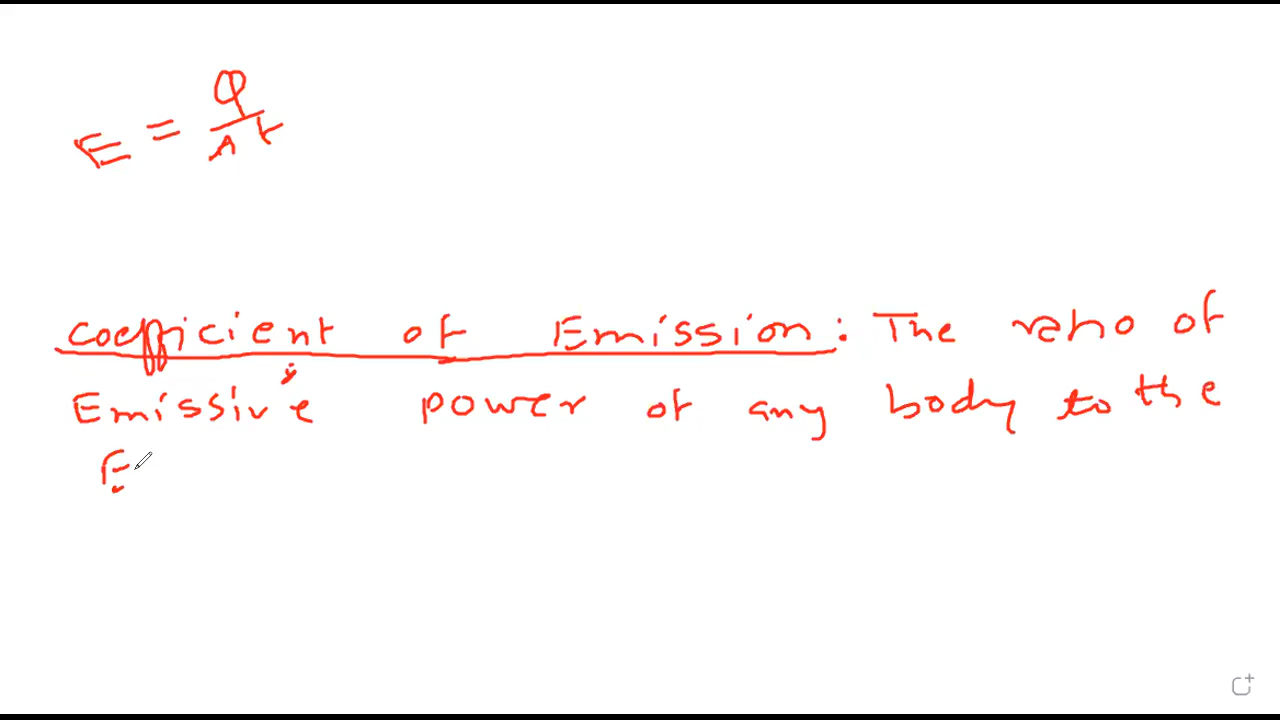 E = Q/At
coefficient of Emission: The ratio of
Emissive power of any body to the
E